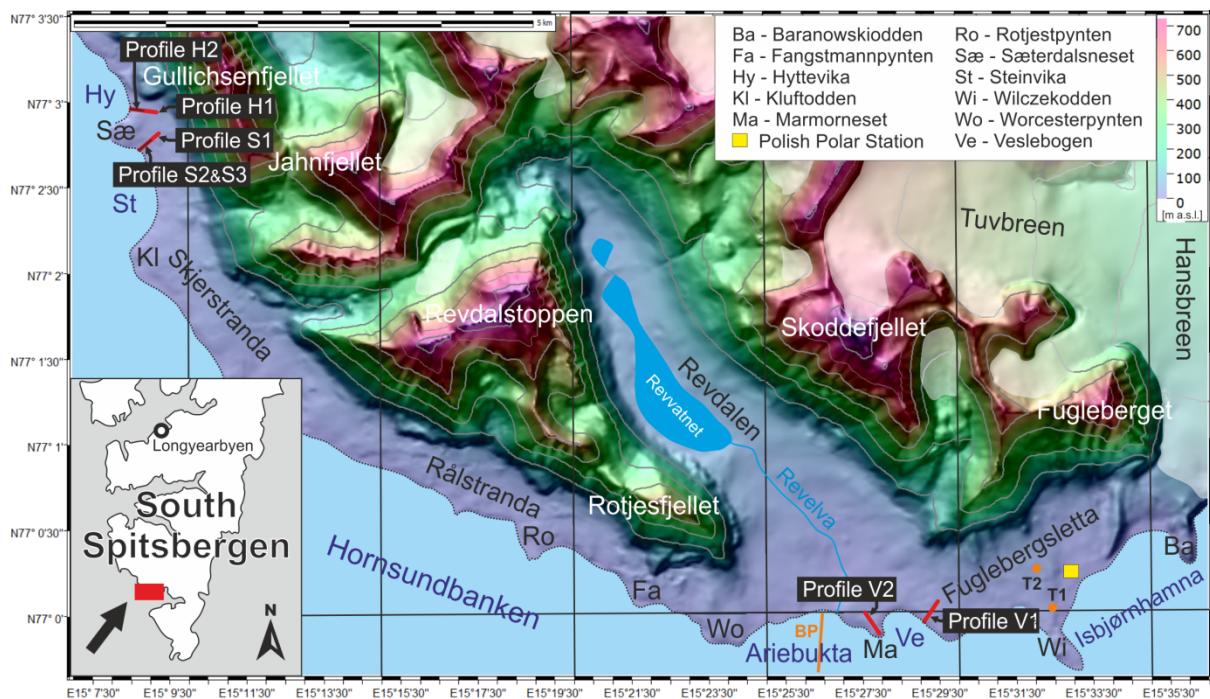 N77° 3'30"
N77° 3'
N77° 2'30"
N77° 2'
N77° 1'30"
N77° 1'
N77° 0'30"
N77° 0'
5 km
Profile H2
Gullichsenfjellet
Hy
Profile H1
Sæ
Profile S1
Profile S2&S3
St
Jahnfjellet
Kl
Skjerstranda
Revdalstoppen
Revvatnet
Revdalen
Revelva
Skoddefjellet
Tuvbreen
Hansbreen
Fugleberget
Rålstranda
Rotjesfjellet
Ro
Fa
Hornsundbanken
Wo
BP
Ariebukta
Profile V2
Ma
Ve
Profile V1
Fuglebergsletta
T2
T1
Wi
Isbjørnhamna
Ba
Ba - Baranowskiodden
Fa - Fangstmannpynten
Hy - Hyttevika
Kl - Kluftodden
Ma - Marmorneset
Polish Polar Station
Ro - Rotjestpynten
Sæ - Sæterdalsneset
St - Steinvika
Wi - Wilczekodden
Wo - Worcesterpynten
Ve - Veslebogen
700
600
500
400
300
200
100
0
[m a.s.l.]
Longyearbyen
South
Spitsbergen
N
E15° 7'30"
E15° 9'30"
E15°11'30"
E15°13'30"
E15°15'30"
E15°17'30"
E15°19'30"
E15°21'30"
E15°23'30"
E15°25'30"
E15°27'30"
E15°29'30"
E15°31'30"
E15°33'30"
E15°35'30"